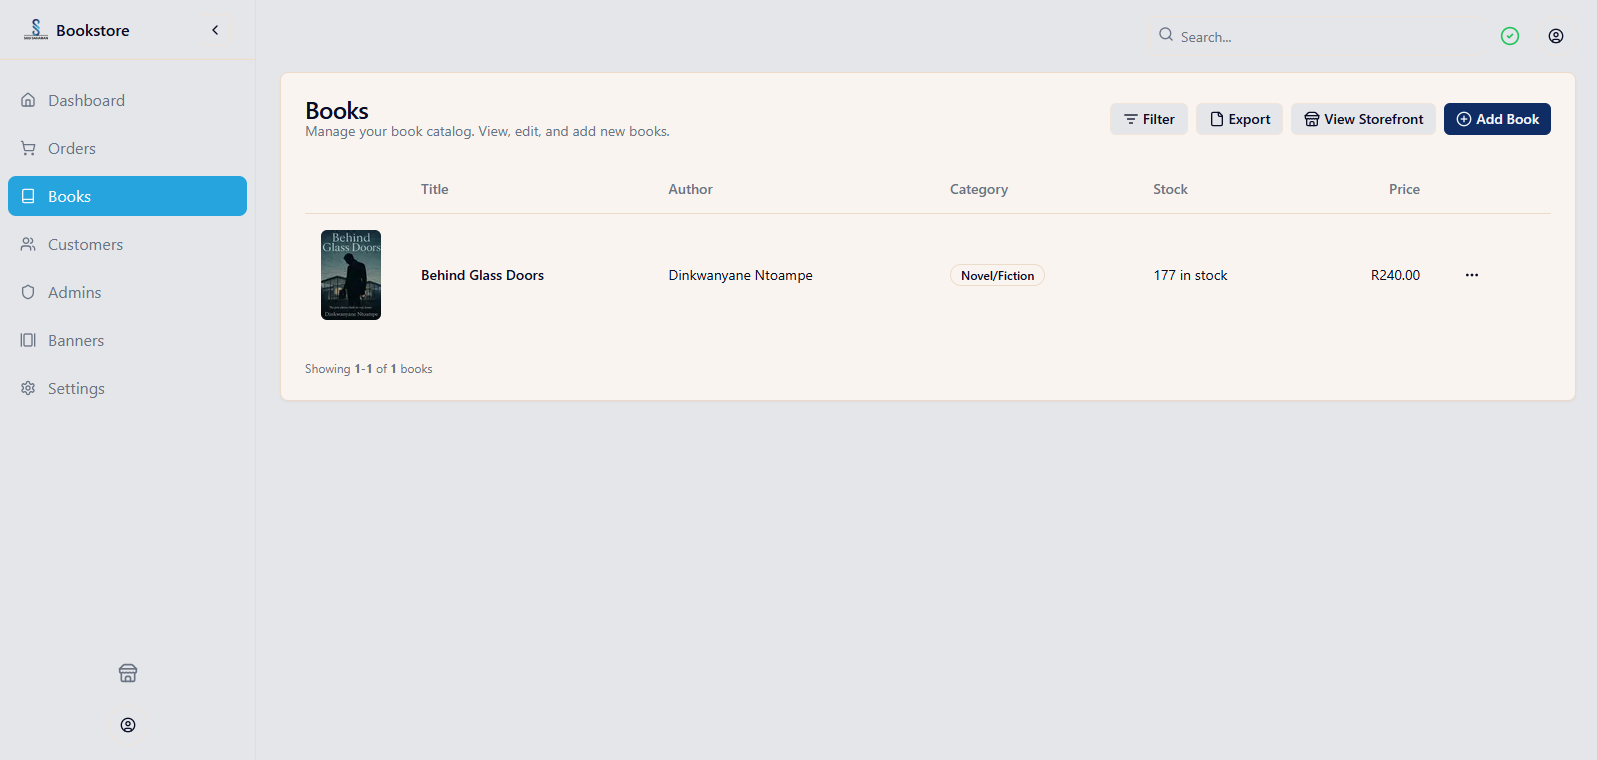 Bookstore
Search...
Dashboard
Orders
Books
Customers
Admins
Banners
Settings
Books
Manage your book catalog. View, edit, and add new books.
Filter
Export
View Storefront
Add Book
Title Author Category Stock Price
Behind
Glass Doors
Dinkwanyane Ntoampe
Behind Glass Doors Dinkwanyane Ntoampe Novel/Fiction 177 in stock R240.00
Showing 1-1 of 1 books